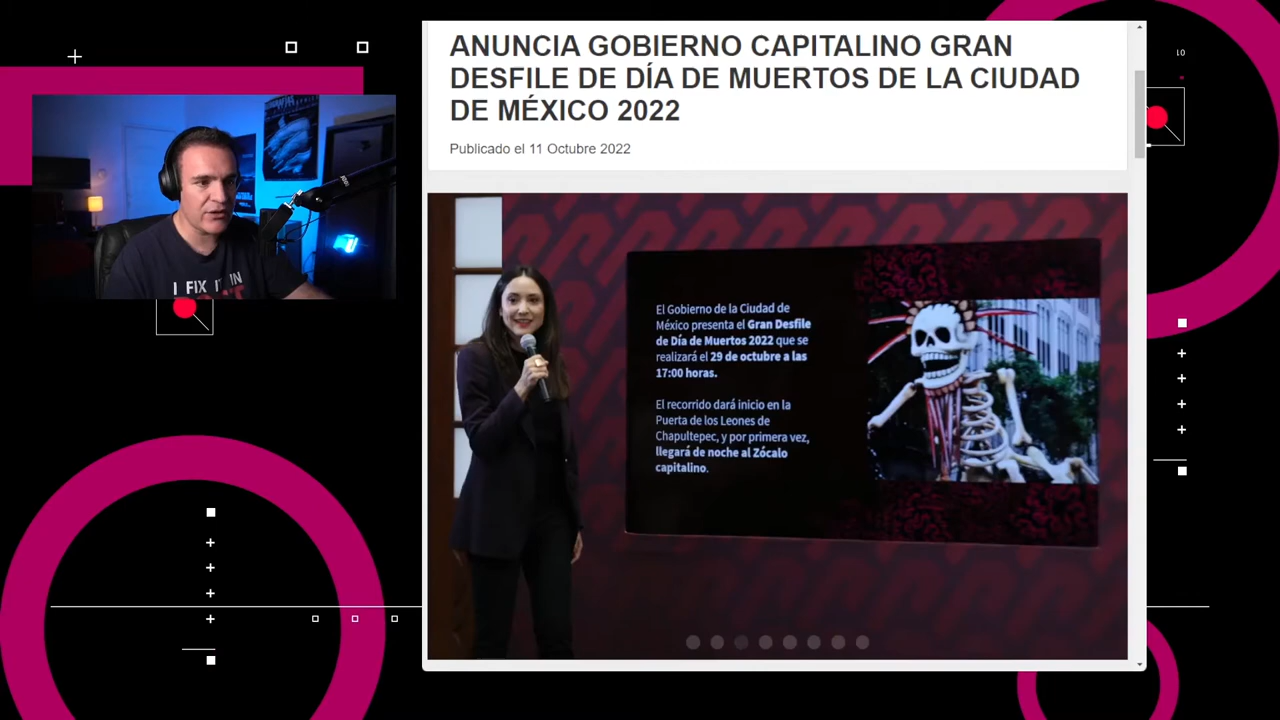 ANUNCIA GOBIERNO CAPITALINO GRAN
DESFILE DE DÍA DE MUERTOS DE LA CIUDAD
DE MÉXICO 2022
Publicado el 11 Octubre 2022
El Gobierno de la Ciudad de
México presenta el Gran Desfile
de Día de Muertos 2022 que se
realizará el 29 de octubre a las
17:00 horas.
El recorrido dará inicio en la
Puerta de los Leones de
Chapultepec, y por primera vez,
llegará de noche al Zócalo
capitalino.
I FIX IT IN
01